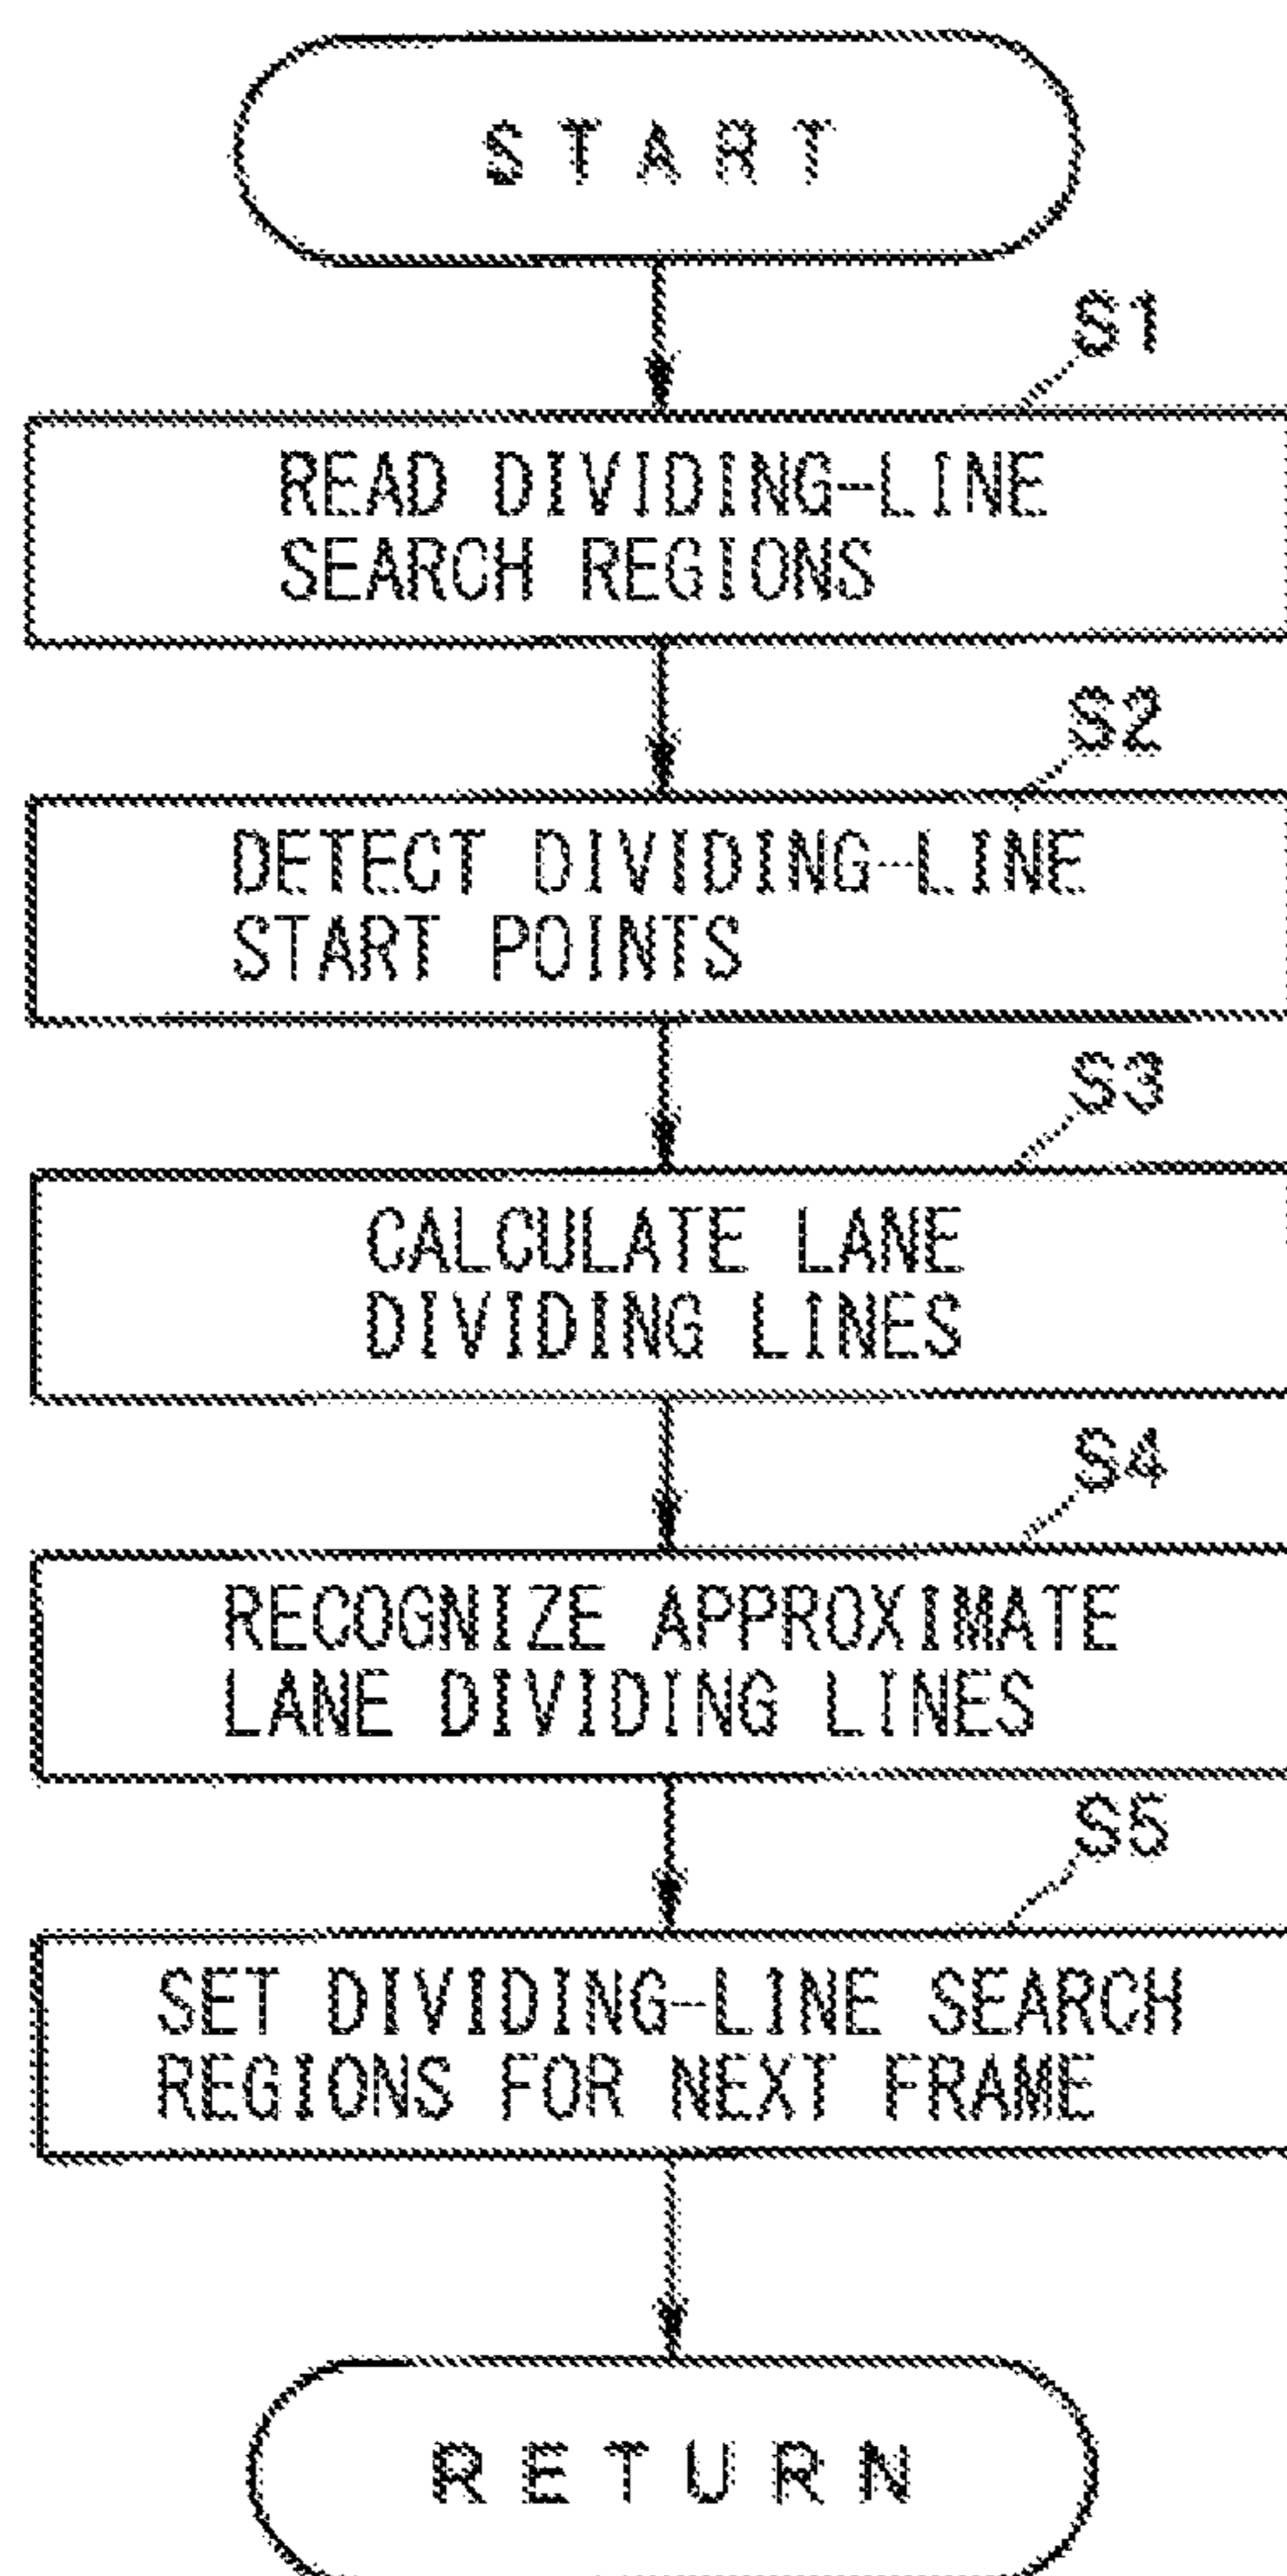 START
S1
READ DIVIDING-LINE
SEARCH REGIONS
S2
DETECT DIVIDING-LINE
START POINTS
S3
CALCULATE LANE
DIVIDING LINES
S4
RECOGNIZE APPROXIMATE
LANE DIVIDING LINES
S5
SET DIVIDING-LINE SEARCH
REGIONS FOR NEXT FRAME
RETURN